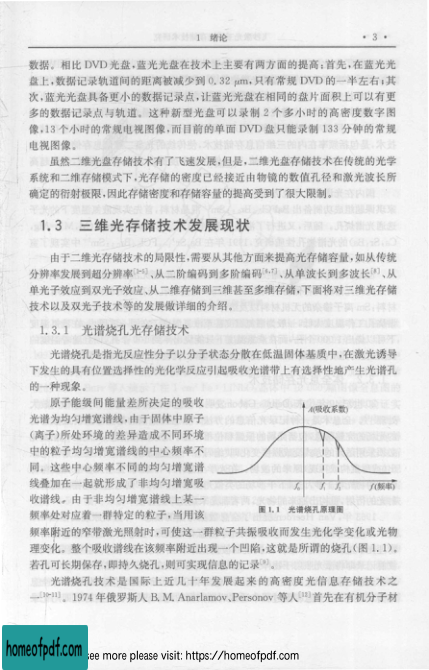 1 绪论 · 3 ·
数据。相比 DVD 光盘,蓝光光盘在技术上主要有两方面的提高:首先,在蓝光光
盘上,数据记录轨道间的距离被减少到 0.32 μm,只有常规 DVD 的一半左右;其
次,蓝光光盘具备更小的数据记录点,让蓝光光盘在相同的盘片面积上可以有更
多的数据记录点与轨道。这种新型光盘可以录制 2 个多小时的高密度数字图
像,13 个小时的常规电视图像,而目前的单面 DVD 盘只能录制 133 分钟的常规
电视图像。
虽然二维光盘存储技术有了飞速发展,但是,二维光盘存储技术在传统的光学
系统和二维存储模式下,光存储的密度已经接近由物镜的数值孔径和激光波长所
确定的衍射极限,因此存储密度和存储容量的提高受到了很大限制。
1.3 三维光存储技术发展现状
由于二维光存储技术的局限性,需要从其他方面来提高光存储容量,如从传统
分辨率发展到超分辨率、从二阶编码到多阶编码、从单波长到多波长、从
单光子效应到双光子效应、从二维存储到三维甚至多维存储,下面将对三维光存储
技术以及双光子技术等的发展做详细的介绍。
1.3.1 光谱烧孔光存储技术
光谱烧孔是指光反应性分子以分子状态分散在低温固体基质中,在激光诱导
下发生的具有位置选择性的光化学反应引起吸收光谱带上有选择性地产生光谱孔
的一种现象。
原子能级间能量差所决定的吸收
光谱为均匀增宽谱线,由于固体中原子
(离子)所处环境的差异造成不同环境
中的粒子均匀增宽谱线的中心频率不
同。这些中心频率不同的均匀增宽谱
线叠加在一起就形成了非均匀增宽吸
收谱线。由于非均匀增宽谱线上某一
频率处对应着一群特定的粒子,当用该
A(吸收系数)
f(频率)
图 1.1 光谱烧孔原理图
频率附近的窄带激光照射时,可使这一群粒子共振吸收而发生光化学变化或光物
理变化。整个吸收谱线在该频率附近出现一个凹陷,这就是所谓的烧孔(图 1.1)。
若孔可长期保存,即持久烧孔,则可实现信息的记录。
光谱烧孔技术是国际上近几十年发展起来的高密度光信息存储技术之
一。1974 年俄罗斯人 B. M. Anarlamov、Personov 等人首先在有机分子材
homeofpdf.com
see more please visit: https://homeofpdf.com